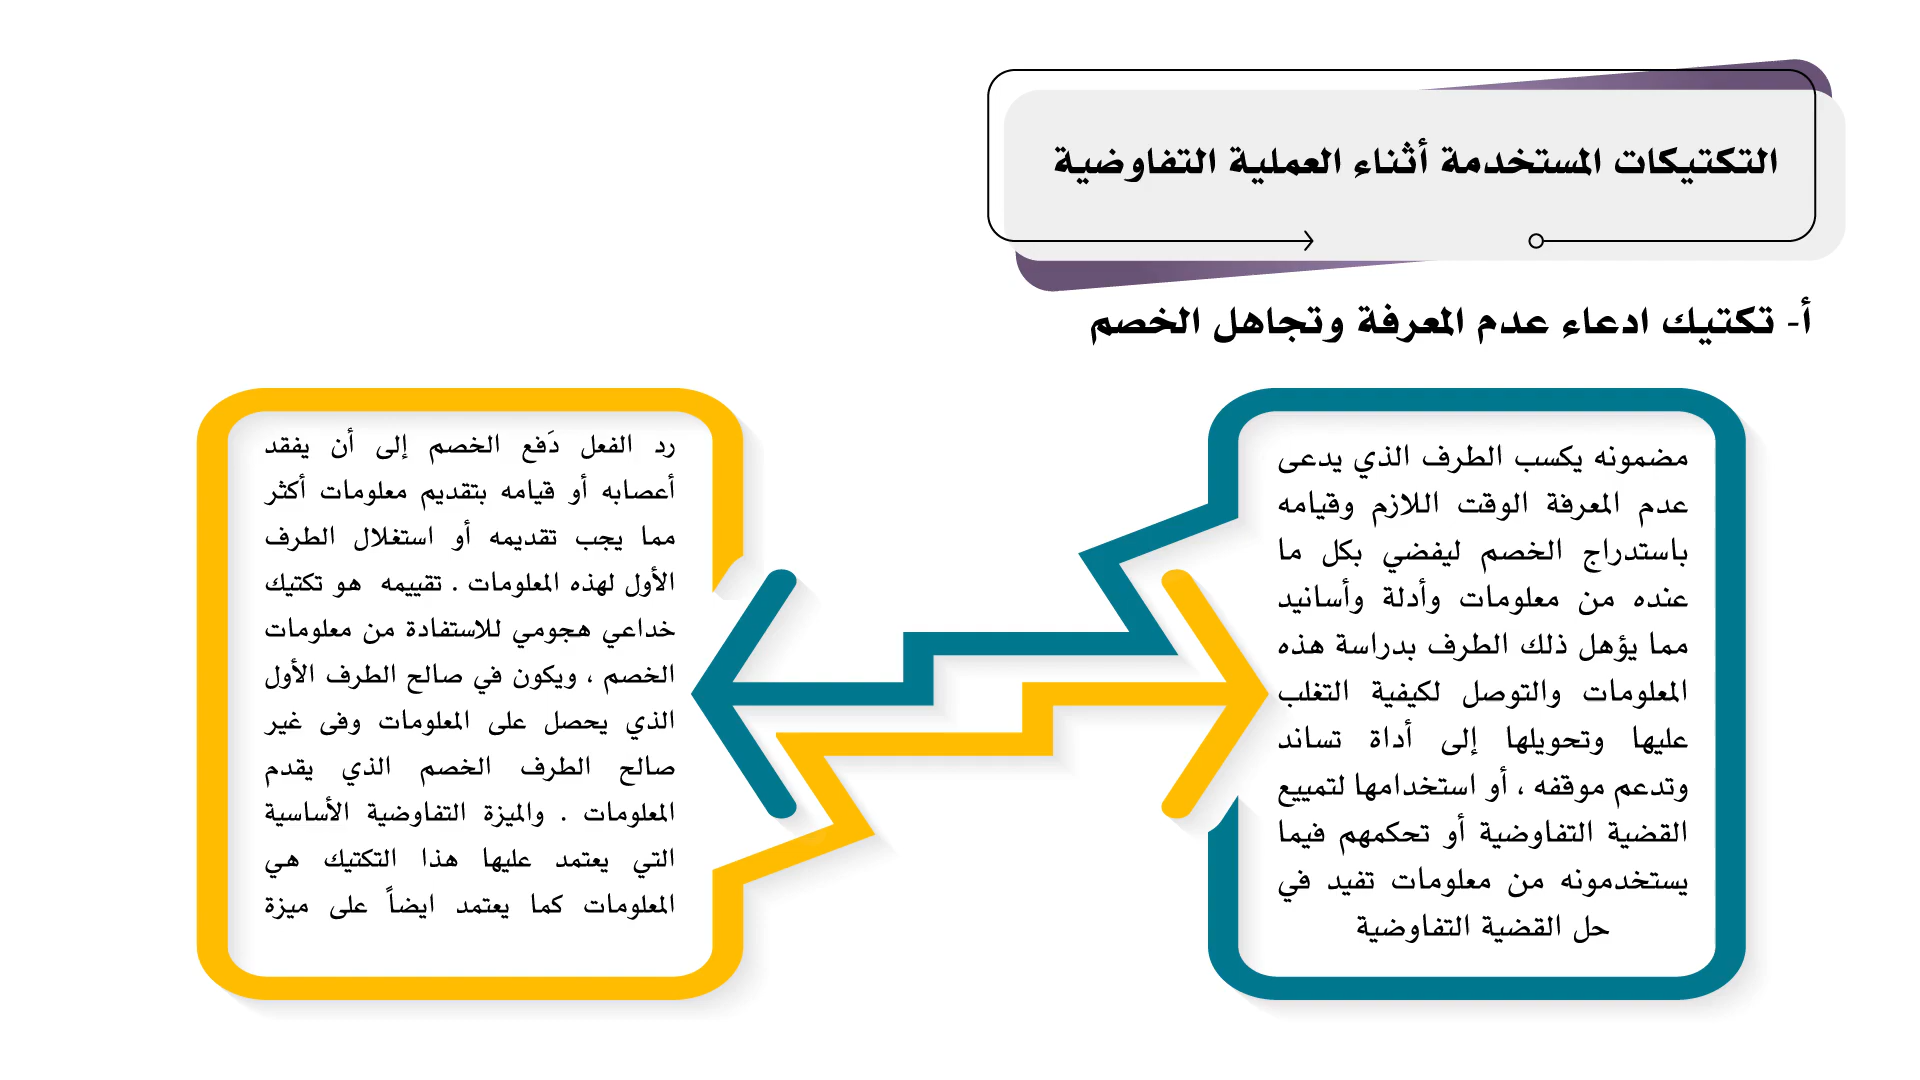 التكتيكات المستخدمة أثناء العملية التفاوضية
أ- تكتيك ادعاء عدم المعرفة وتجاهل الخصم
مضمونه يكسب الطرف الذي يدعى
عدم المعرفة الوقت اللازم وقيامه
باستدراج الخصم ليفضي بكل ما
عنده من معلومات وأدلة وأسانيد
مما يؤهل ذلك الطرف بدراسة هذه
المعلومات والتوصل لكيفية التغلب
عليها وتحويلها إلى أداة تساند
وتدعم موقفه ، أو استخدامها لتمييع
القضية التفاوضية أو تحكمهم فيما
يستخدمونه من معلومات تفيد في
حل القضية التفاوضية
رد الفعل دَفع الخصم إلى أن يفقد
أعصابه أو قيامه بتقديم معلومات أكثر
مما يجب تقديمه أو استغلال الطرف
الأول لهذه المعلومات . تقييمه هو تكتيك
خداعي هجومي للاستفادة من معلومات
الخصم ، ويكون في صالح الطرف الأول
الذي يحصل على المعلومات وفى غير
صالح الطرف الخصم الذي يقدم
المعلومات . والميزة التفاوضية الأساسية
التي يعتمد عليها هذا التكتيك هي
المعلومات كما يعتمد ايضاً على ميزة